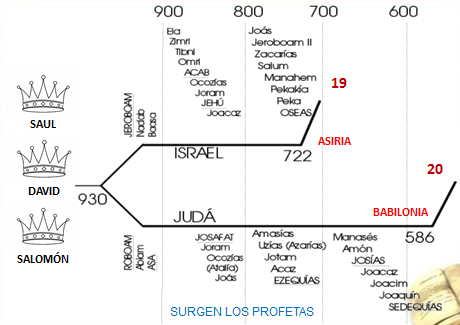 900 800 700 600
SAUL
DAVID
SALOMÓN
930
JEROBOAM
Nadab
Baasa
Ela
Zimri
Tibni
Omri
ACAB
Ocozías
Joram
JEHÚ
Joacaz
Joás
Jeroboam II
Zacarías
Salum
Manahem
Pekakía
Peka
OSEAS
19
ASIRIA
ISRAEL
722
20
BABILONIA
JUDÁ
586
ROBOAM
Abiam
ASA
JOSAFAT
Joram
Ocozías
(Atalía)
Joás
Amasías
Uzías (Azarías)
Jotam
Acaz
EZEQUÍAS
Manasés
Amón
JOSÍAS
Joacaz
Joacim
Joaquín
SEDEQUÍAS
SURGEN LOS PROFETAS